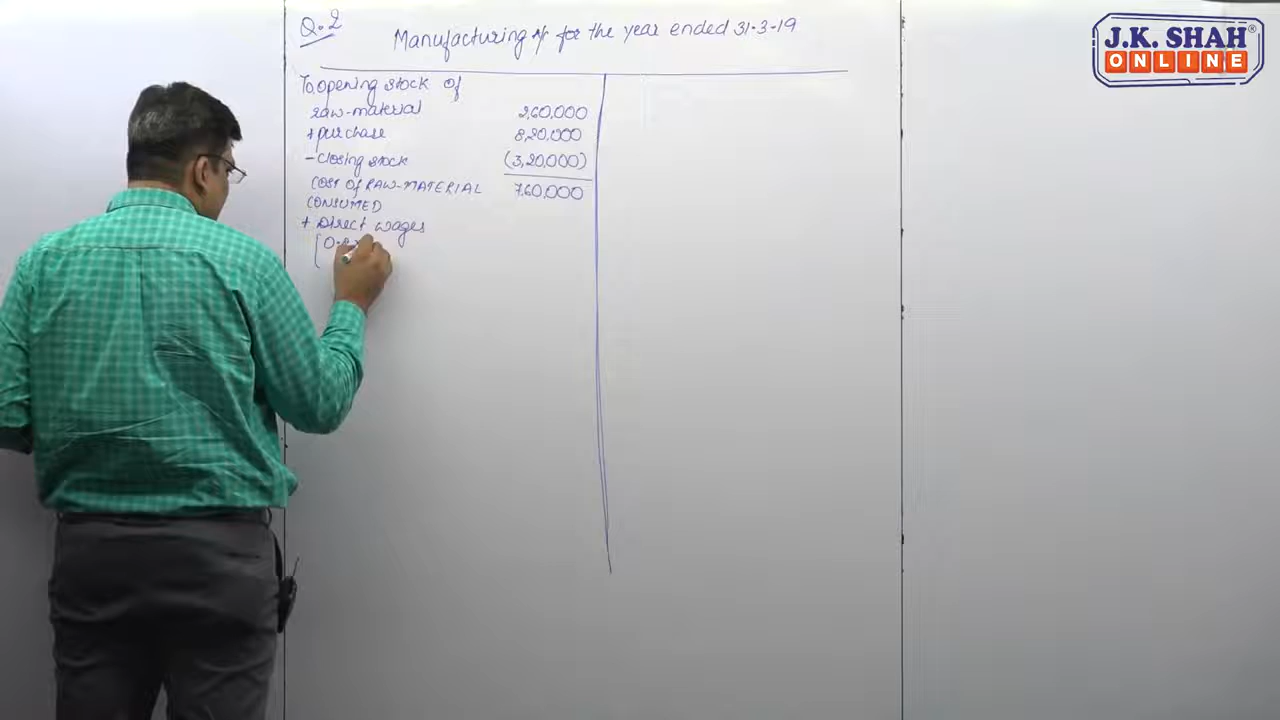 Q.2
Manufacturing A/c for the year ended 31-3-19
To opening stock of
raw-material 2,60,000
+ purchase 8,20,000
- closing stock (3,20,000)
COST OF RAW-MATERIAL 7,60,000
CONSUMED
+ Direct wages
J.K. SHAH®
ONLINE